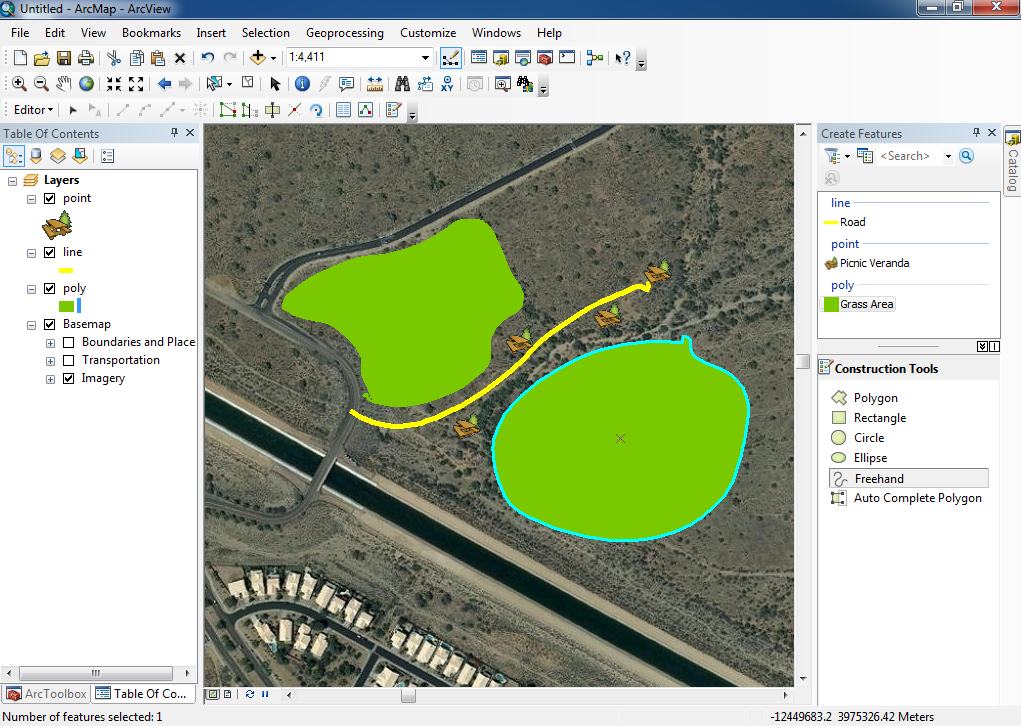 Untitled - ArcMap - ArcView
File Edit View Bookmarks Insert Selection Geoprocessing Customize Windows Help
1:4,411
Editor
Table Of Contents
Layers
point
line
poly
Basemap
Boundaries and Place
Transportation
Imagery
ArcToolbox
Table Of Co...
Create Features
<Search>
line
Road
point
Picnic Veranda
poly
Grass Area
Construction Tools
Polygon
Rectangle
Circle
Ellipse
Freehand
Auto Complete Polygon
Catalog
Number of features selected: 1
-12449683.2 3975326.42 Meters